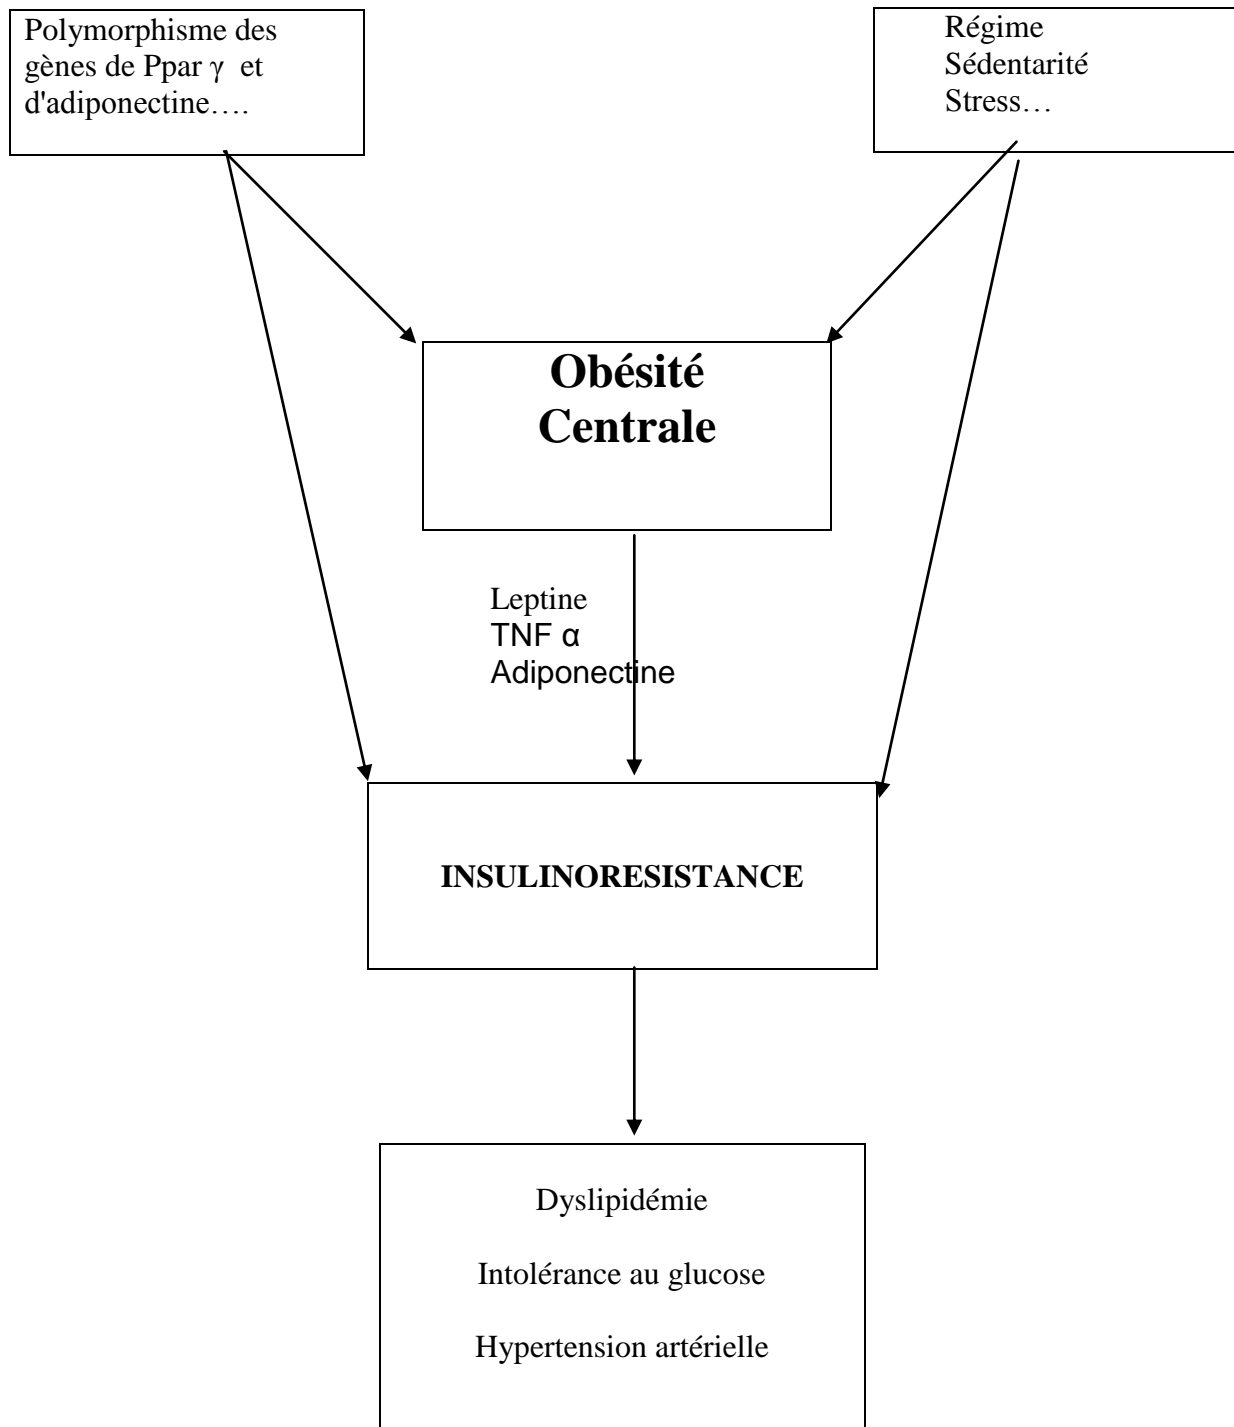 Polymorphisme des
gènes de Ppar γ et
d'adiponectine….
Régime
Sédentarité
Stress…
Obésité
Centrale
Leptine
TNF α
Adiponectine
INSULINORESISTANCE
Dyslipidémie
Intolérance au glucose
Hypertension artérielle